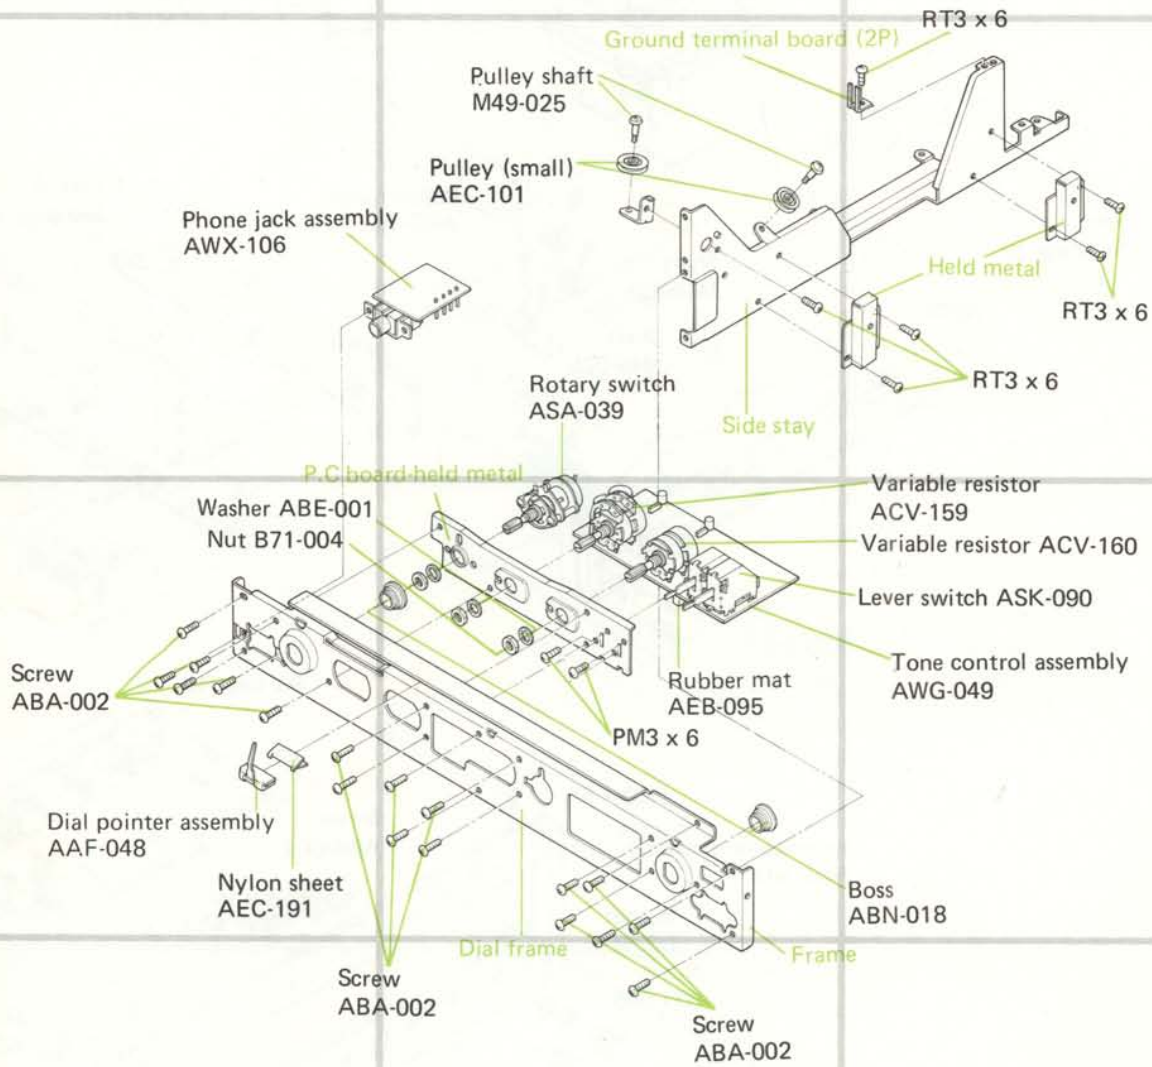 RT3 x 6
Ground terminal board (2P)
Pulley shaft
M49-025
Pulley (small)
AEC-101
Phone jack assembly
AWX-106
Held metal
RT3 x 6
RT3 x 6
Rotary switch
ASA-039
Side stay
P.C board-held metal
Washer ABE-001
Nut B71-004
Variable resistor
ACV-159
Variable resistor ACV-160
Lever switch ASK-090
Tone control assembly
AWG-049
Rubber mat
AEB-095
PM3 x 6
Screw
ABA-002
Dial pointer assembly
AAF-048
Nylon sheet
AEC-191
Boss
ABN-018
Dial frame
Frame
Screw
ABA-002
Screw
ABA-002